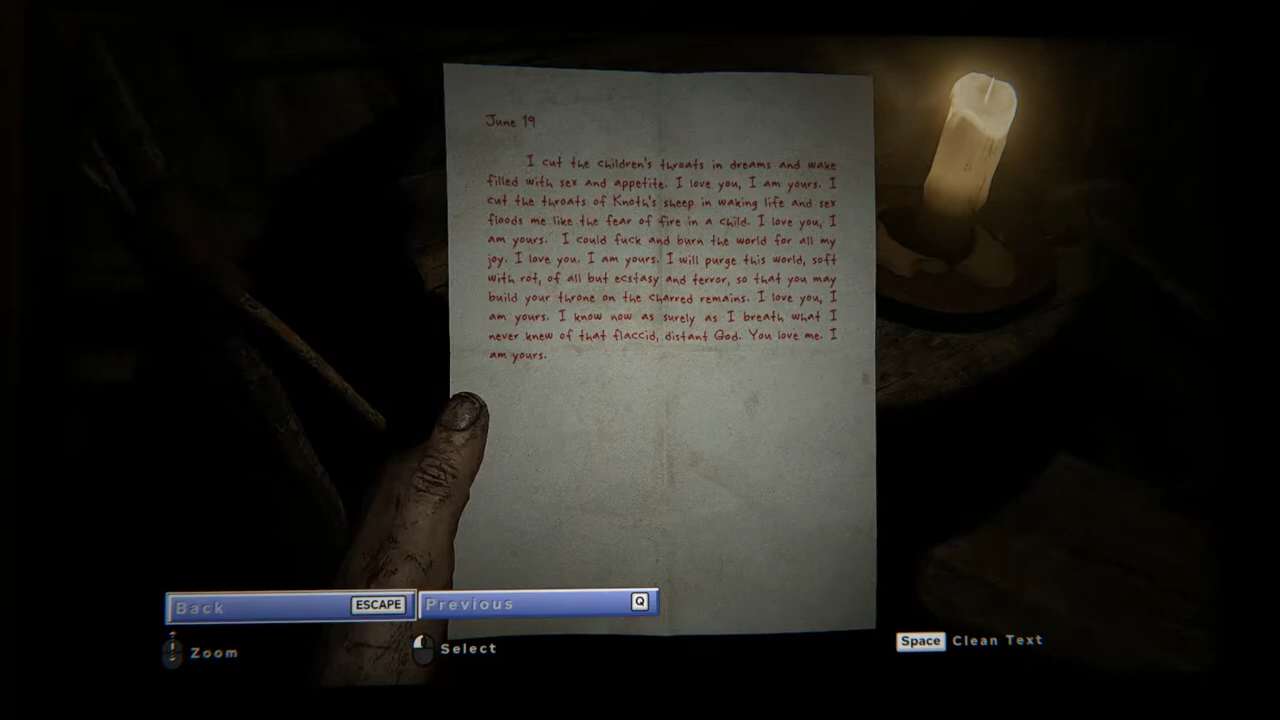 June 19
I cut the children's throats in dreams and wake
filled with sex and appetite. I love you, I am yours. I
cut the throats of Knoth's sheep in waking life and sex
floods me like the fear of fire in a child. I love you, I
am yours. I could fuck and burn the world for all my
joy. I love you. I am yours. I will purge this world, soft
with rot, of all but ecstasy and terror, so that you may
build your throne on the charred remains. I love you, I
am yours. I know now as surely as I breath what I
never knew of that flaccid, distant God. You love me. I
am yours.
Back ESCAPE Previous Q
Zoom Select Space Clean Text